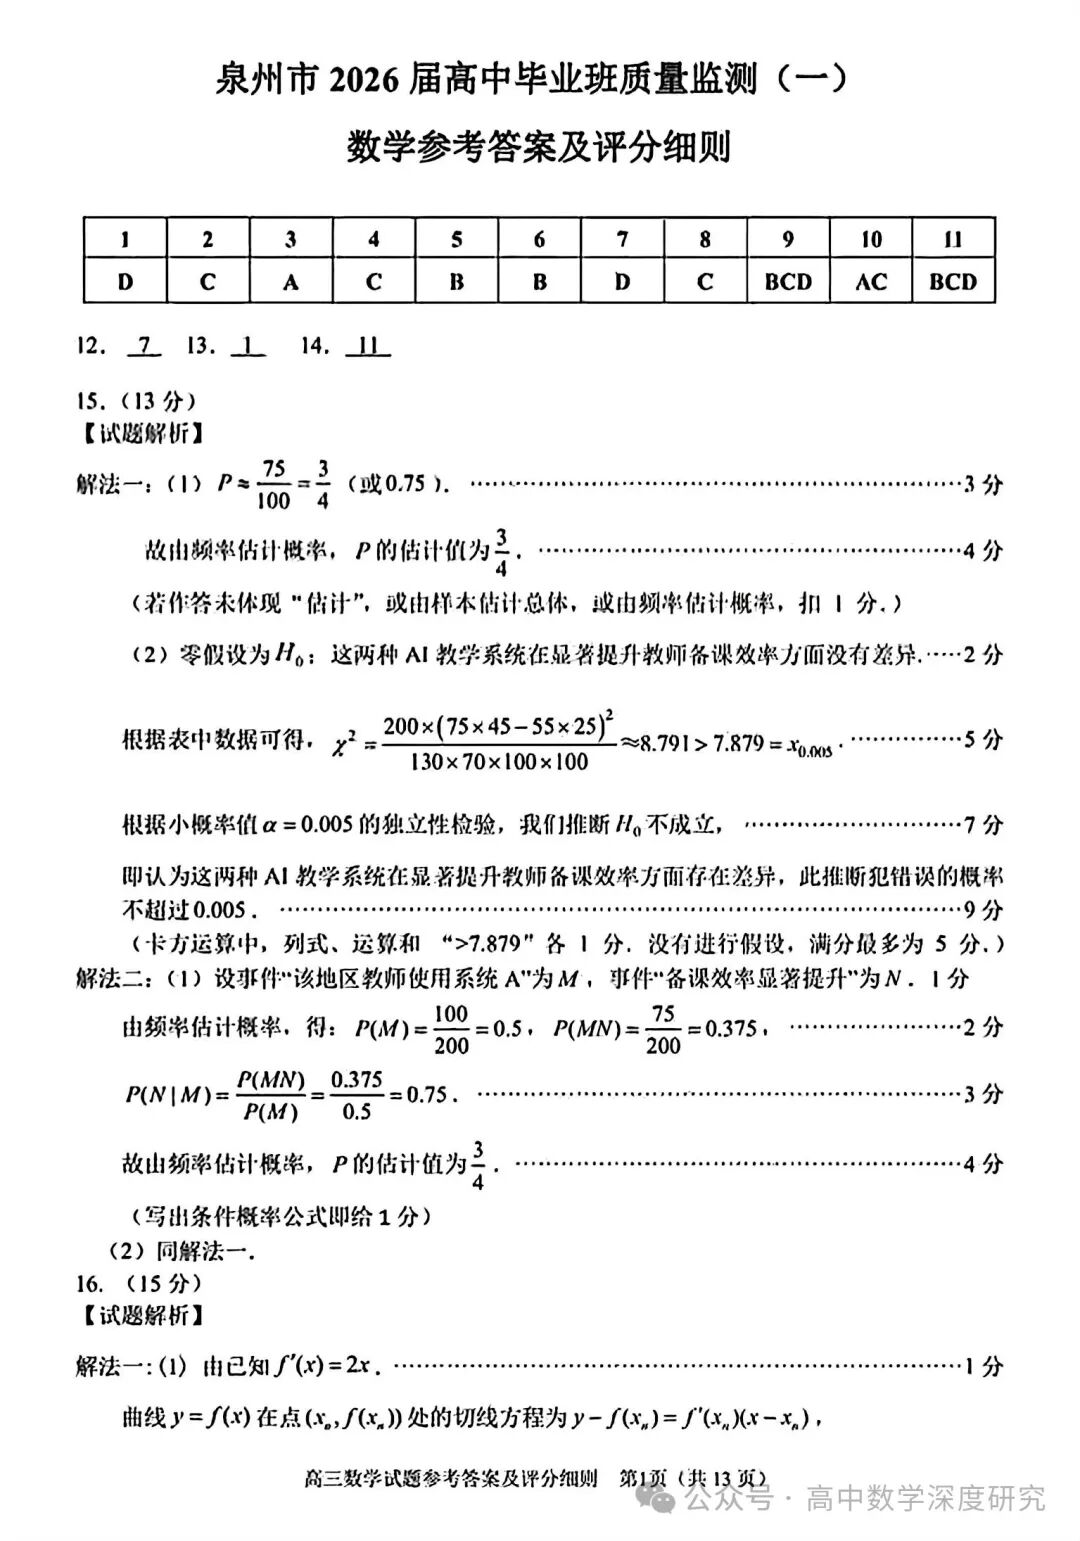 泉州市 2026 届高中毕业班质量监测（一）
数学参考答案及评分细则
1 2 3 4 5 6 7 8 9 10 11
D C A C B B D C BCD AC BCD
12. 7 13. 1 14. 11
15.（13 分）
【试题解析】
解法一：（1）P≈75/100=3/4（或0.75）. ……3 分
故由频率估计概率，P的估计值为3/4. ……4 分
（若作答未体现“估计”，或由样本估计总体，或由频率估计概率，扣 1 分.）
（2）零假设为H₀：这两种 AI 教学系统在显著提升教师备课效率方面没有差异.……2 分
根据表中数据可得，χ²=200×(75×45−55×25)²/130×70×100×100≈8.791>7.879=x₀.₀₀₅. ……5 分
根据小概率值α=0.005的独立性检验，我们推断H₀不成立，……7 分
即认为这两种 AI 教学系统在显著提升教师备课效率方面存在差异，此推断犯错误的概率
不超过0.005. ……9 分
（卡方运算中，列式、运算和 “>7.879”各 1 分．没有进行假设，满分最多为 5 分.）
解法二：（1）设事件“该地区教师使用系统 A”为M，事件“备课效率显著提升”为N．1 分
由频率估计概率，得：P(M)=100/200=0.5，P(MN)=75/200=0.375，……2 分
P(N|M)=P(MN)/P(M)=0.375/0.5=0.75. ……3 分
故由频率估计概率，P的估计值为3/4. ……4 分
（写出条件概率公式即给 1 分）
（2）同解法一.
16.（15 分）
【试题解析】
解法一：(1) 由已知f′(x)=2x. ……1 分
曲线y=f(x)在点(xₙ,f(xₙ))处的切线方程为y−f(xₙ)=f′(xₙ)(x−xₙ)，
高三数学试题参考答案及评分细则 第1页（共 13 页）
公众号·高中数学深度研究